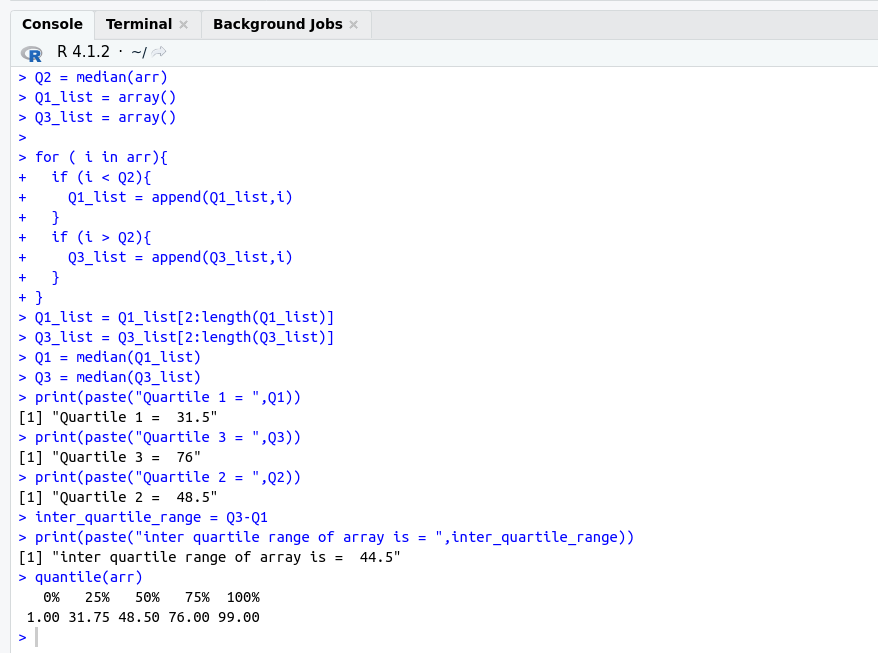 Console Terminal × Background Jobs ×
R R 4.1.2 · ~/
> Q2 = median(arr)
> Q1_list = array()
> Q3_list = array()
>
> for ( i in arr){
+   if (i < Q2){
+     Q1_list = append(Q1_list,i)
+   }
+   if (i > Q2){
+     Q3_list = append(Q3_list,i)
+   }
+ }
> Q1_list = Q1_list[2:length(Q1_list)]
> Q3_list = Q3_list[2:length(Q3_list)]
> Q1 = median(Q1_list)
> Q3 = median(Q3_list)
> print(paste("Quartile 1 = ",Q1))
[1] "Quartile 1 =  31.5"
> print(paste("Quartile 3 = ",Q3))
[1] "Quartile 3 =  76"
> print(paste("Quartile 2 = ",Q2))
[1] "Quartile 2 =  48.5"
> inter_quartile_range = Q3-Q1
> print(paste("inter quartile range of array is = ",inter_quartile_range))
[1] "inter quartile range of array is =  44.5"
> quantile(arr)
   0%   25%   50%   75%  100%
 1.00 31.75 48.50 76.00 99.00
>